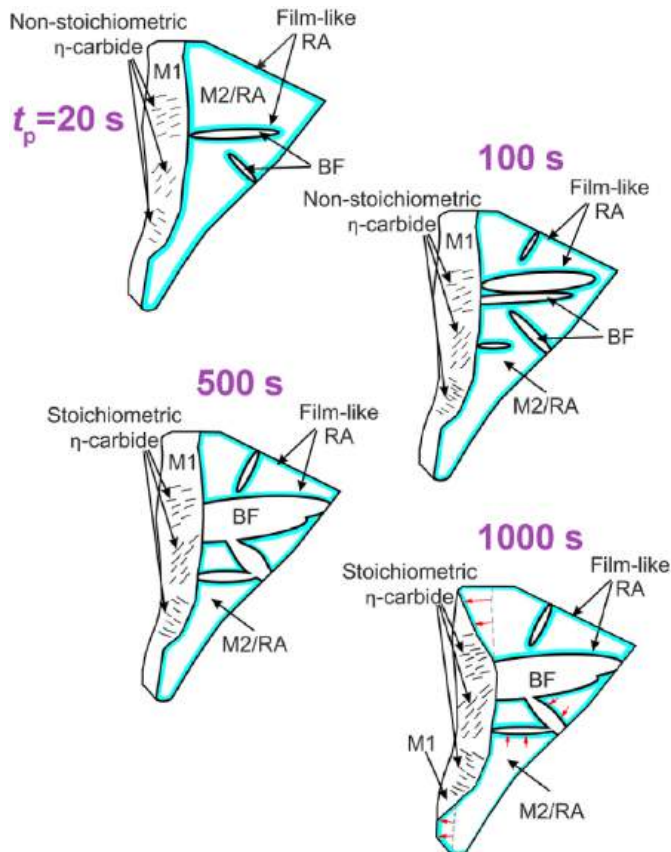 Non-stoichiometric
η-carbide
Film-like
RA
M1
M2/RA
tp=20 s
BF
100 s
Non-stoichiometric
η-carbide
Film-like
RA
M1
BF
M2/RA
500 s
Stoichiometric
η-carbide
Film-like
RA
M1
BF
M2/RA
1000 s
Stoichiometric
η-carbide
Film-like
RA
BF
M1
M2/RA